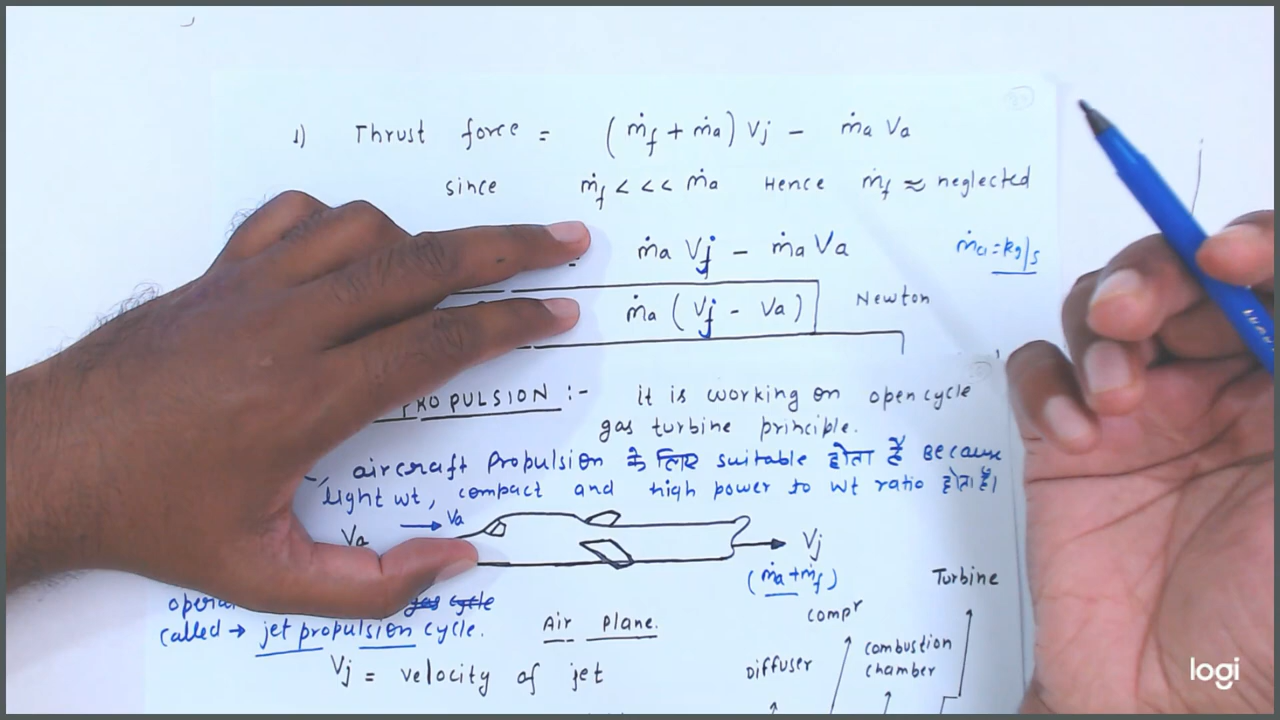 1) Thrust force = (ṁf + ṁa) Vj − ṁa Va
since ṁf < < < ṁa Hence ṁf ≈ neglected
= ṁa Vj − ṁa Va
ṁa = kg/s
ṁa (Vj − Va) Newton
PROPULSION :- it is working on open cycle
gas turbine principle.
aircraft propulsion के लिए suitable होता है Because
light wt, compact and high power to wt ratio होता है।
Va → Va
Vj
(ṁa + ṁf)
Turbine
compr
gas cycle
called → jet propulsion cycle.
Air Plane.
combustion
chamber
Diffuser
Vj = velocity of jet
logi